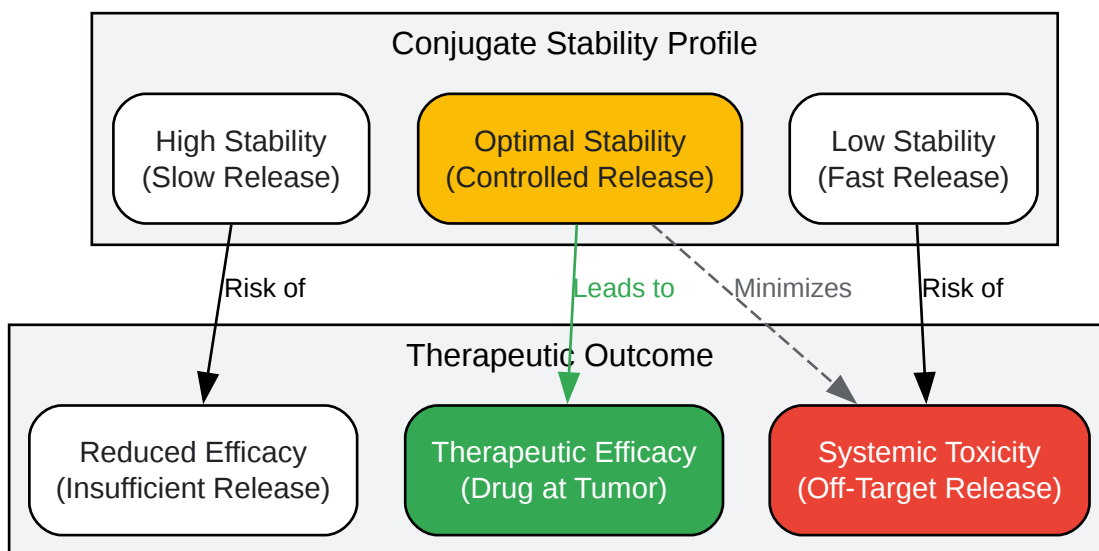 Conjugate Stability Profile
High Stability
(Slow Release)
Optimal Stability
(Controlled Release)
Low Stability
(Fast Release)
Risk of
Leads to
Minimizes
Risk of
Therapeutic Outcome
Reduced Efficacy
(Insufficient Release)
Therapeutic Efficacy
(Drug at Tumor)
Systemic Toxicity
(Off-Target Release)